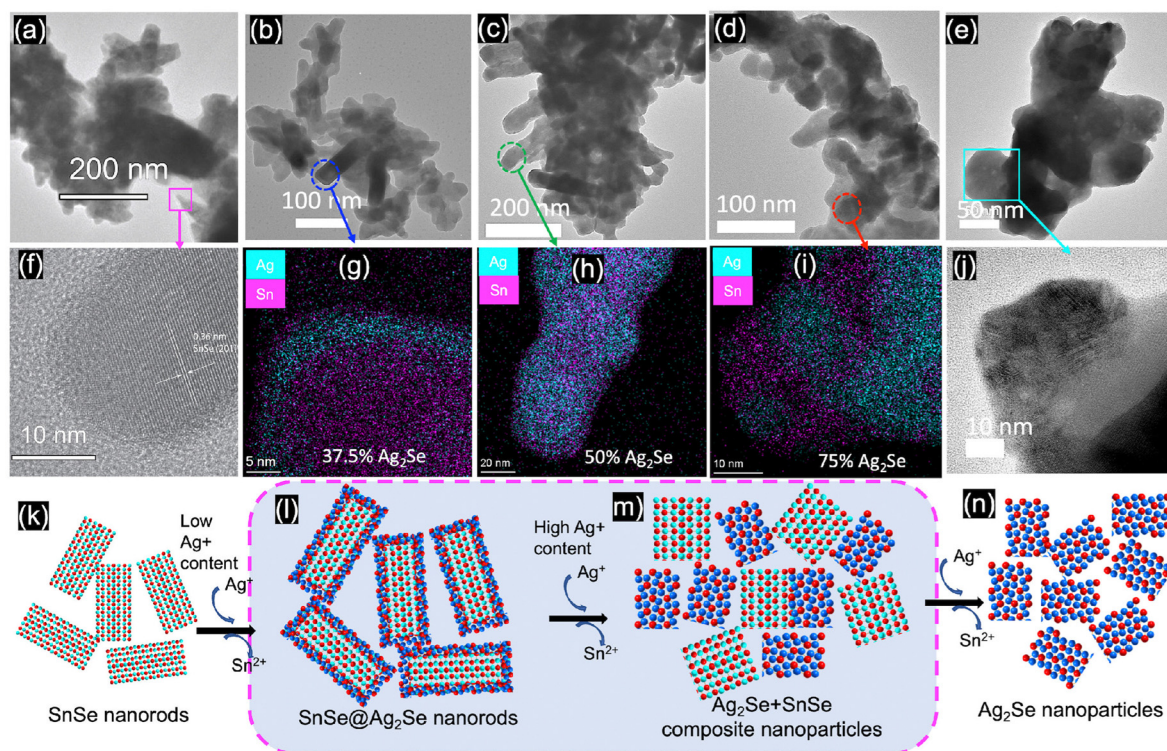 (a)
200 nm
(b)
100 nm
(c)
200 nm
(d)
100 nm
(e)
50 nm
(f)
0.36 nm
SnSe (201)
10 nm
Ag
Sn
(g)
5 nm
37.5% Ag₂Se
Ag
Sn
(h)
20 nm
50% Ag₂Se
Ag
Sn
(i)
10 nm
75% Ag₂Se
(j)
10 nm
(k)
SnSe nanorods
Low
Ag+
content
Ag⁺
Sn²⁺
(l)
SnSe@Ag₂Se nanorods
High Ag+
content
Ag⁺
Sn²⁺
(m)
Ag₂Se+SnSe
composite nanoparticles
Ag⁺
Sn²⁺
(n)
Ag₂Se nanoparticles